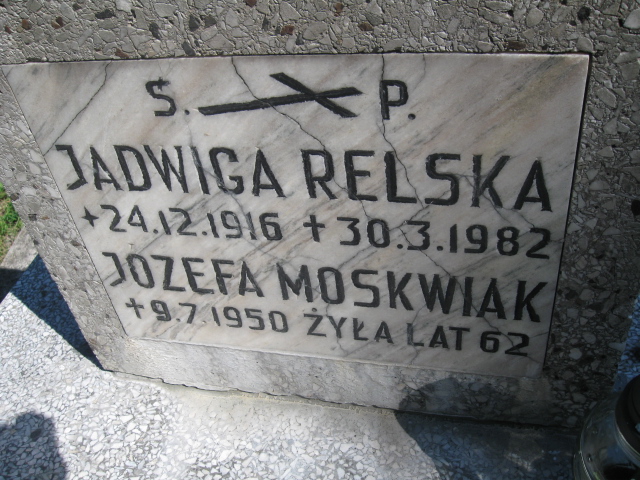 Ś. P.
JADWIGA RELSKA
+24.12.1916 +30.3.1982
JOZEFA MOSKWIAK
+9.7.1950 ŻYŁA LAT 62